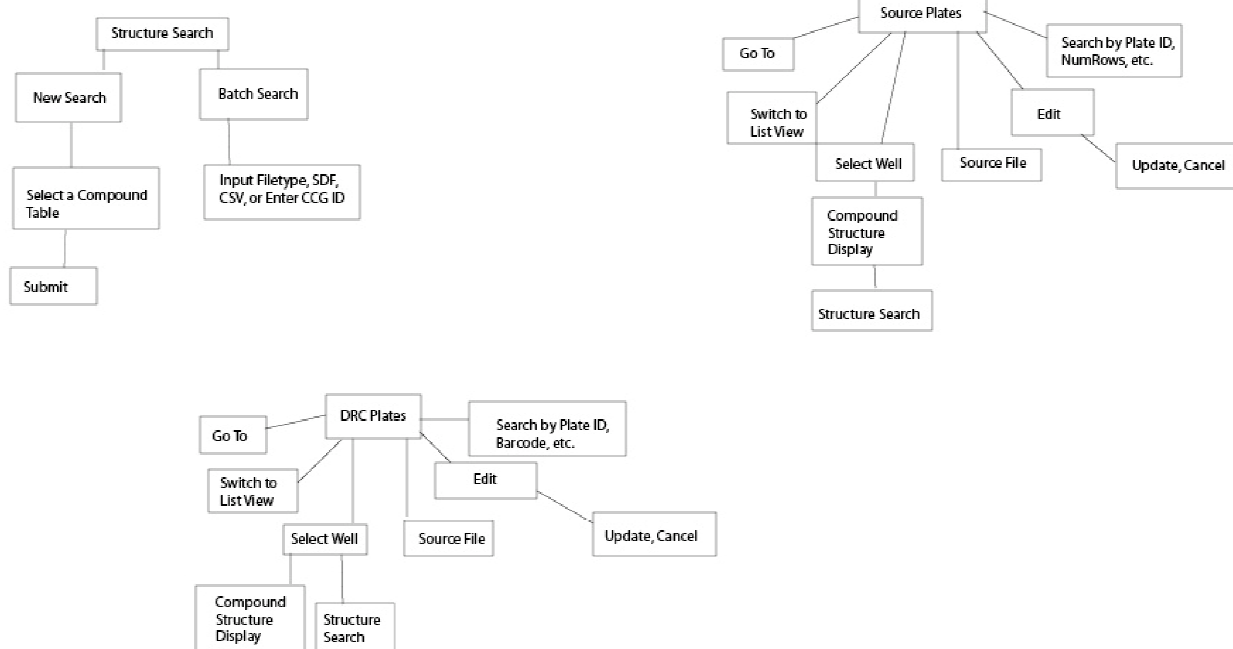 Structure Search
New Search
Batch Search
Select a Compound
Table
Input Filetype, SDF,
CSV, or Enter CCG ID
Submit
Source Plates
Go To
Search by Plate ID,
NumRows, etc.
Switch to
List View
Edit
Select Well
Source File
Update, Cancel
Compound
Structure
Display
Structure Search
DRC Plates
Go To
Search by Plate ID,
Barcode, etc.
Switch to
List View
Edit
Select Well
Source File
Update, Cancel
Compound
Structure
Display
Structure
Search